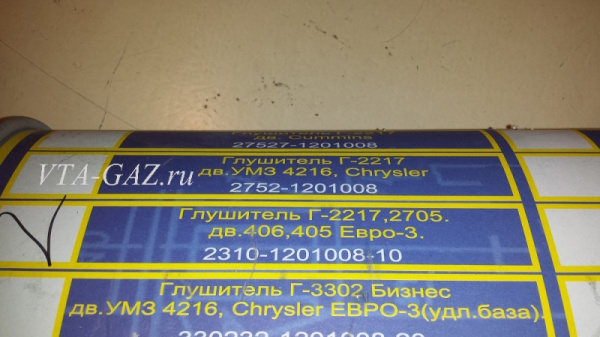 дв. Cummins
27527-1201008
Глушитель Г-2217
дв.УМЗ 4216, Chrysler
2752-1201008
VTA-GAZ.ru
Глушитель Г-2217,2705.
дв.406,405 Евро-3.
2310-1201008-10
Глушитель Г-3302 Бизнес
дв.УМЗ 4216, Chrysler ЕВРО-3(удл.база).